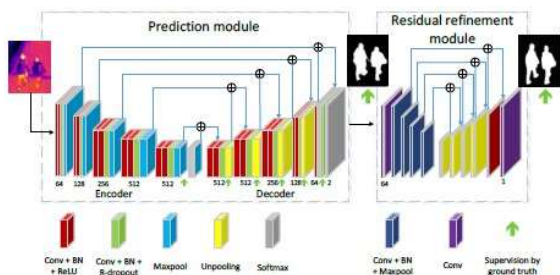 Prediction module
Residual refinement
module
64 128 256 512 512 512 512 256 128 64 2
Encoder Decoder
64 1
Conv + BN
+ ReLU
Conv + BN +
B-dropout
Maxpool
Unpooling
Softmax
Conv + BN
+ Maxpool
Conv
Supervision by
ground truth